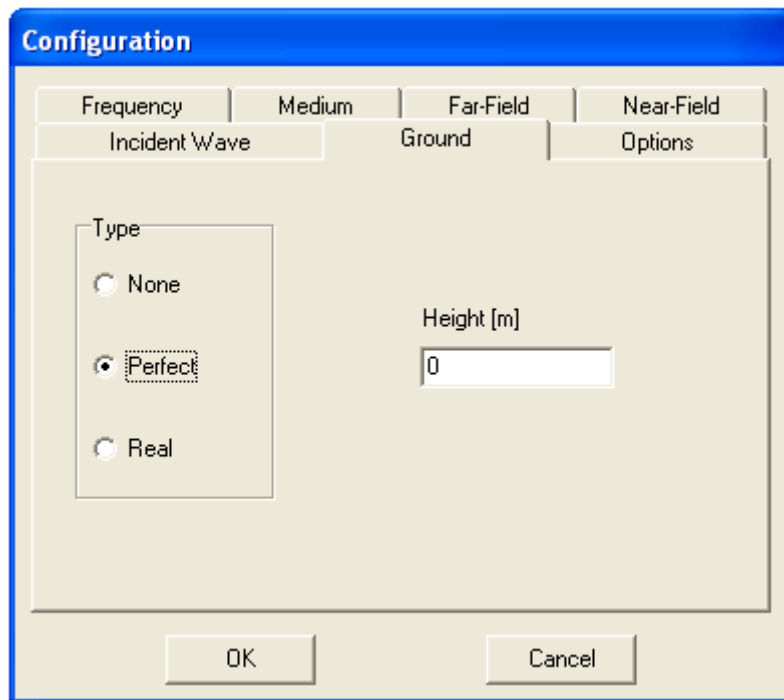 Configuration
Frequency Medium Far-Field Near-Field
Incident Wave Ground Options
Type
None
Height [m]
Perfect
0
Real
OK Cancel